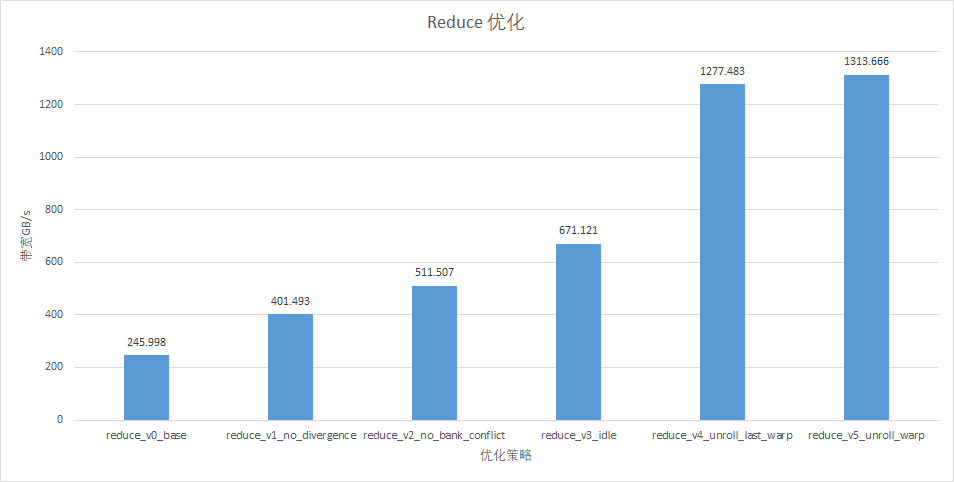 Reduce 优化
1400
1200
1000
800
600
400
200
0
带宽GB/s
245.998
401.493
511.507
671.121
1277.483
1313.666
reduce_v0_base
reduce_v1_no_divergence
reduce_v2_no_bank_conflict
reduce_v3_idle
reduce_v4_unroll_last_warp
reduce_v5_unroll_warp
优化策略